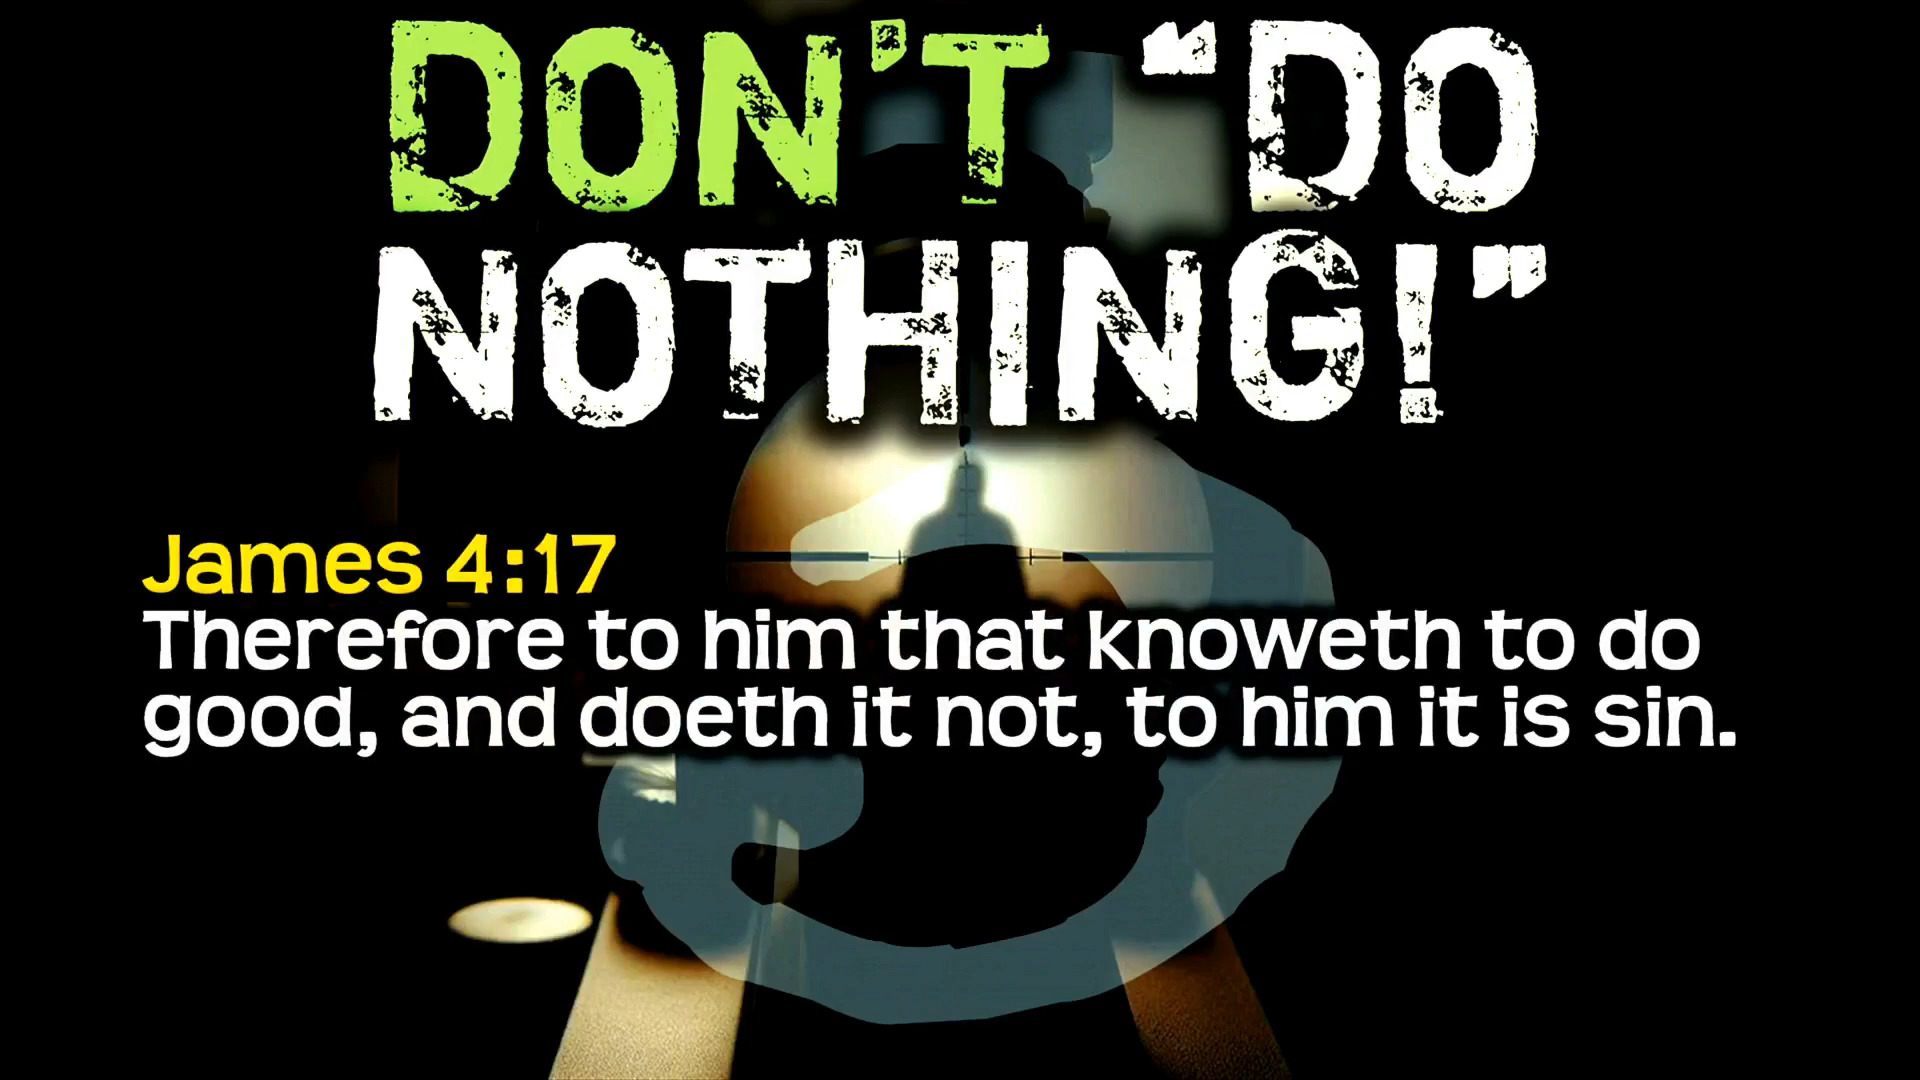 DON'T “DO
NOTHING!”
James 4:17
Therefore to him that knoweth to do
good, and doeth it not, to him it is sin.